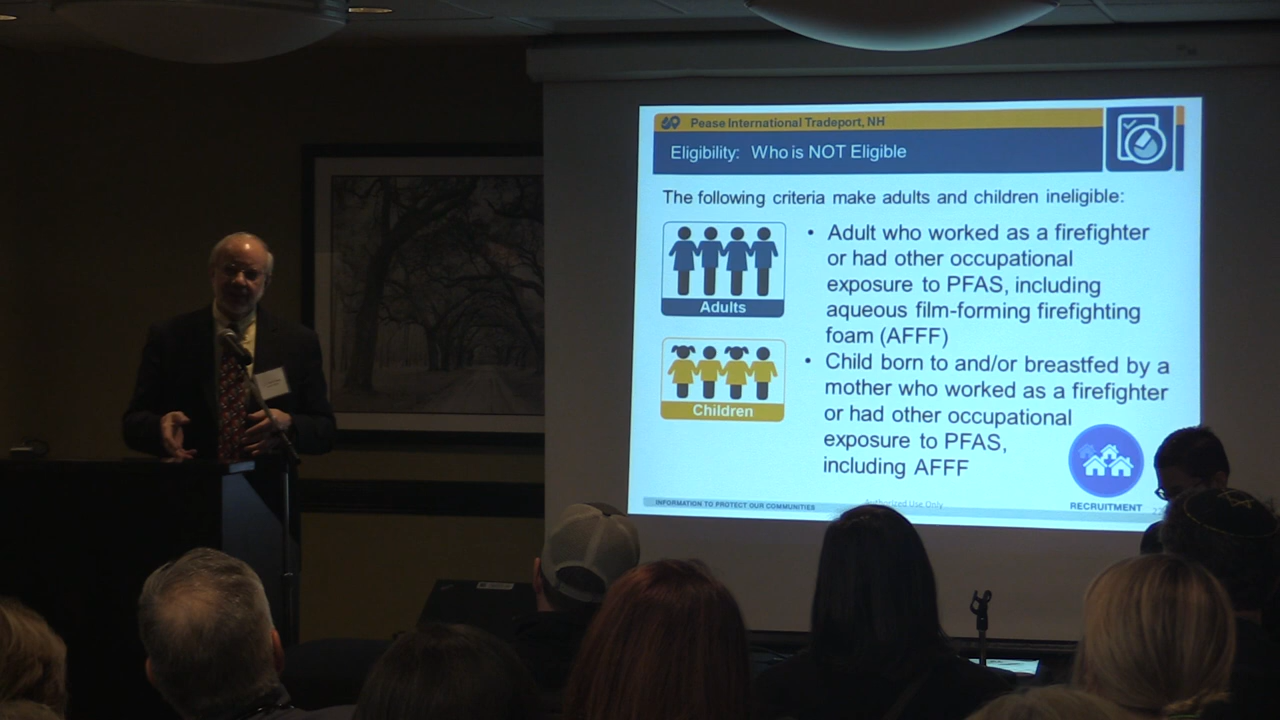 Pease International Tradeport, NH
Eligibility: Who is NOT Eligible
The following criteria make adults and children ineligible:
Adults
• Adult who worked as a firefighter
or had other occupational
exposure to PFAS, including
aqueous film-forming firefighting
foam (AFFF)
Children
• Child born to and/or breastfed by a
mother who worked as a firefighter
or had other occupational
exposure to PFAS,
including AFFF
RECRUITMENT
INFORMATION TO PROTECT OUR COMMUNITIES
Authorized Use Only